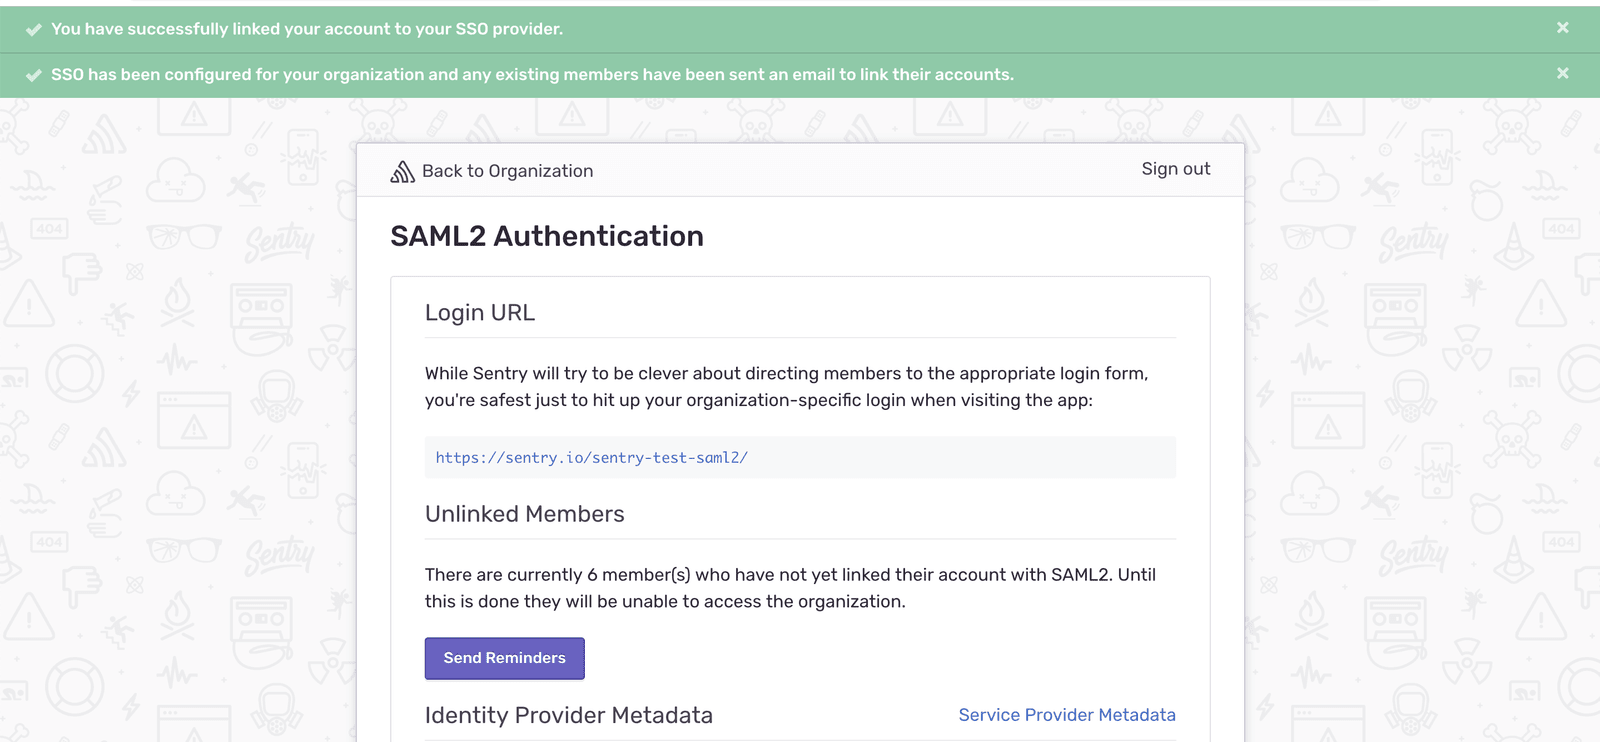 You have successfully linked your account to your SSO provider.
SSO has been configured for your organization and any existing members have been sent an email to link their accounts.
Back to Organization
Sign out
SAML2 Authentication
Login URL
While Sentry will try to be clever about directing members to the appropriate login form,
you're safest just to hit up your organization-specific login when visiting the app:
https://sentry.io/sentry-test-saml2/
Unlinked Members
There are currently 6 member(s) who have not yet linked their account with SAML2. Until
this is done they will be unable to access the organization.
Send Reminders
Identity Provider Metadata
Service Provider Metadata
404
Sentry
404
Sentry
404
Sentry
404
Sentry